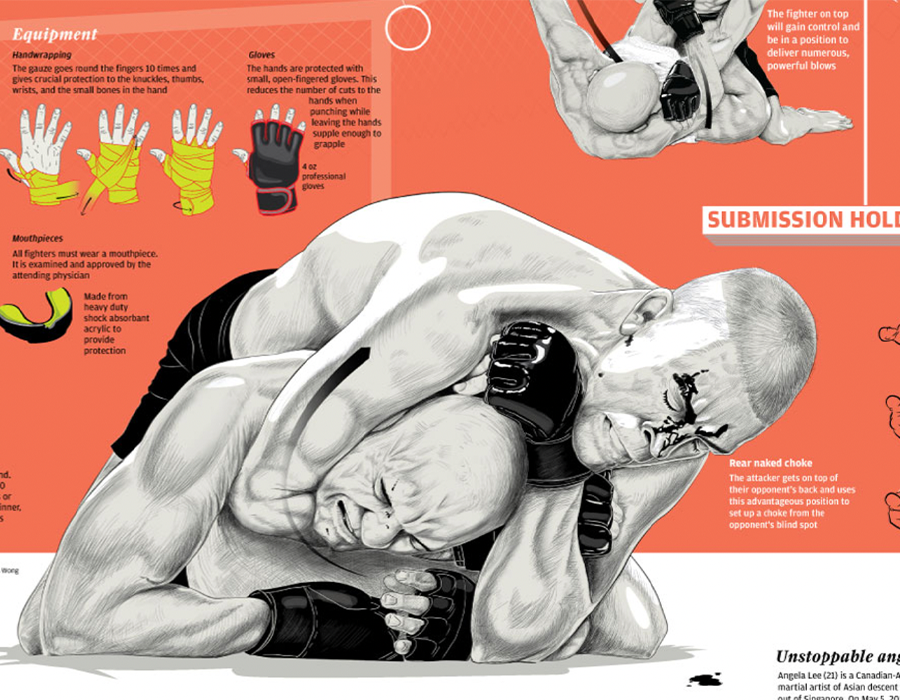 Equipment
Handwrapping
The gauze goes round the fingers 10 times and
gives crucial protection to the knuckles, thumbs,
wrists, and the small bones in the hand
Gloves
The hands are protected with
small, open-fingered gloves. This
reduces the number of cuts to the
hands when
punching while
leaving the hands
supple enough to
grapple
4 oz
professional
gloves
Mouthpieces
All fighters must wear a mouthpiece.
It is examined and approved by the
attending physician
Made from
heavy duty
shock absorbant
acrylic to
provide
protection
The fighter on top
will gain control and
be in a position to
deliver numerous,
powerful blows
SUBMISSION HOLD
Rear naked choke
The attacker gets on top of
their opponent's back and uses
this advantageous position to
set up a choke from the
opponent's blind spot
nd.
0
s or
inner,
s
Wong
Unstoppable ang
Angela Lee (21) is a Canadian-A
martial artist of Asian descent
out of Singapore. On May 5, 20